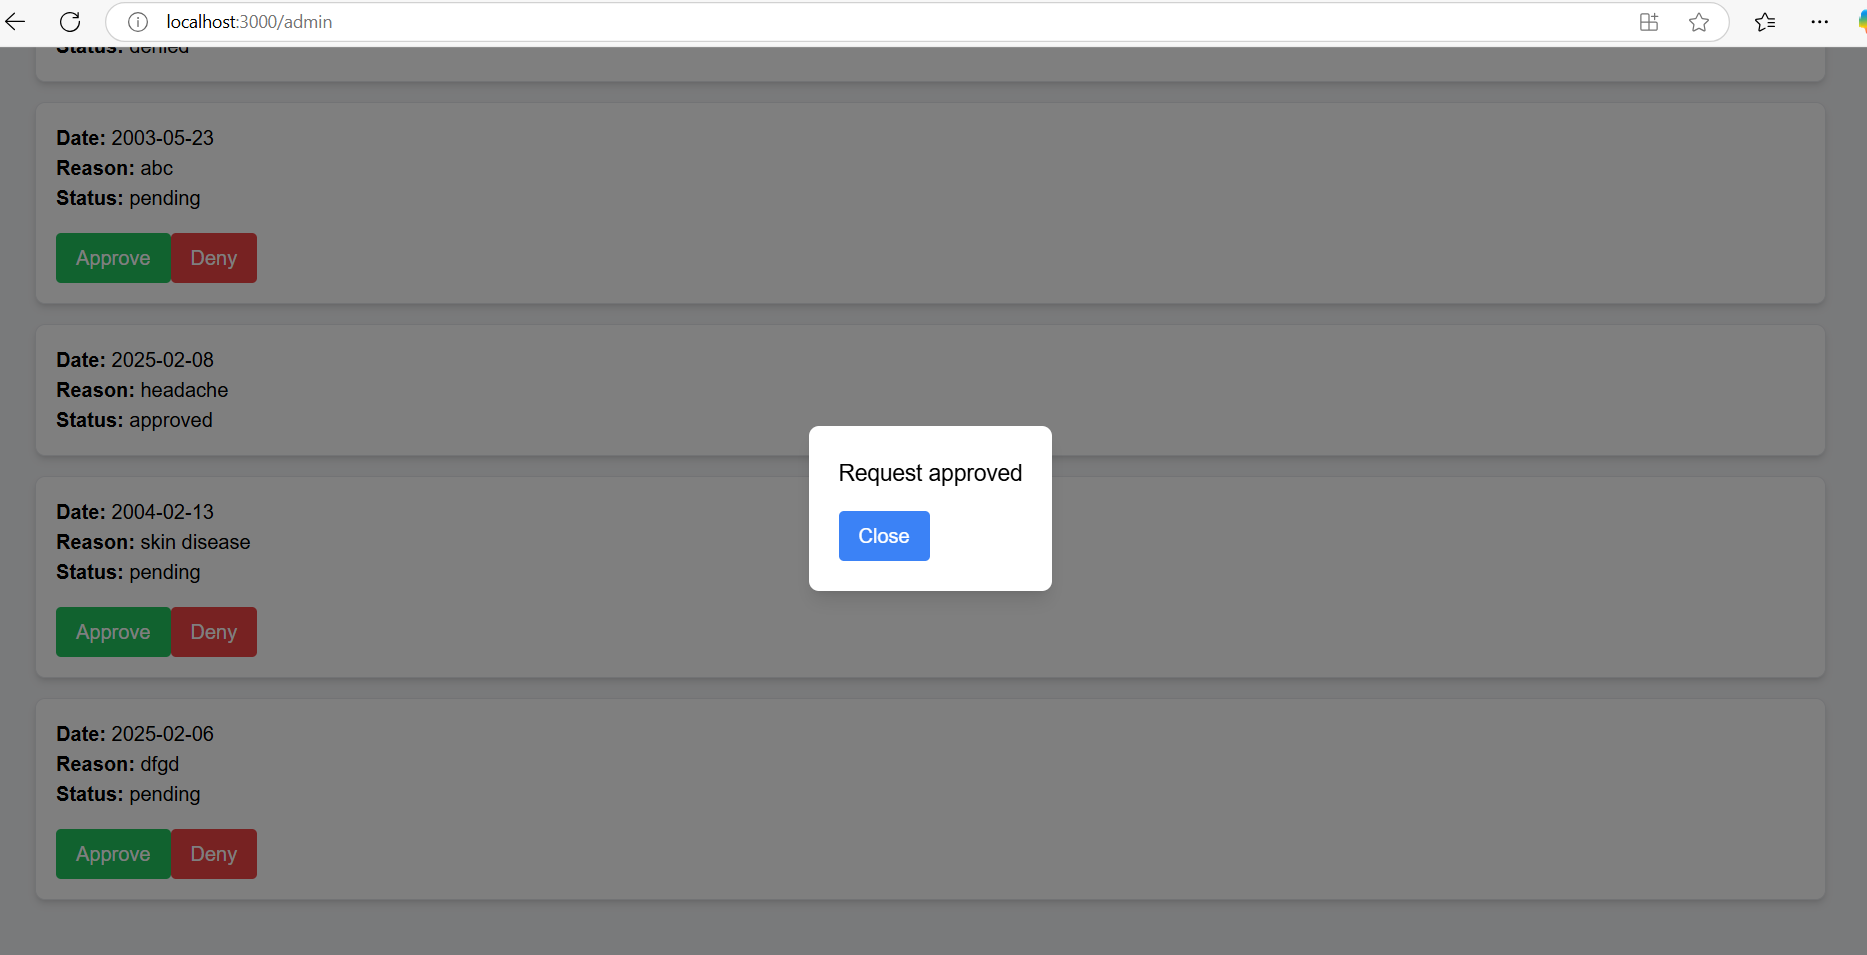 localhost:3000/admin
Status: denied
Date: 2003-05-23
Reason: abc
Status: pending
Approve Deny
Date: 2025-02-08
Reason: headache
Status: approved
Request approved
Close
Date: 2004-02-13
Reason: skin disease
Status: pending
Approve Deny
Date: 2025-02-06
Reason: dfgd
Status: pending
Approve Deny